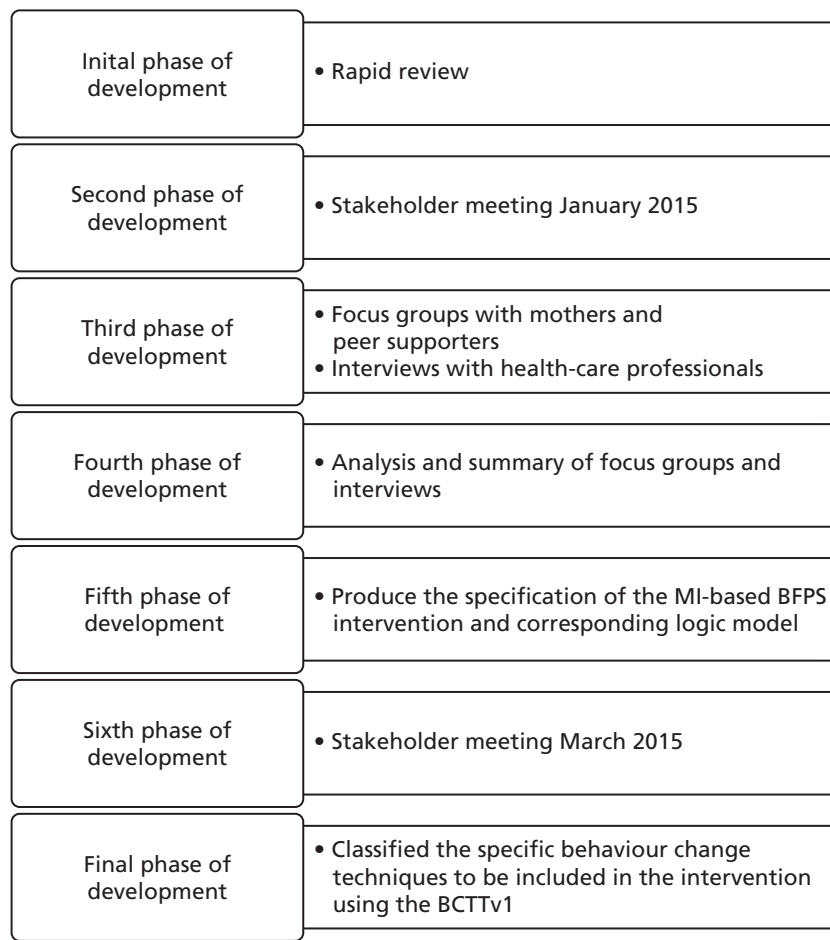 Inital phase of
development
• Rapid review
Second phase of
development
• Stakeholder meeting January 2015
Third phase of
development
• Focus groups with mothers and
peer supporters
• Interviews with health-care professionals
Fourth phase of
development
• Analysis and summary of focus groups and
interviews
Fifth phase of
development
• Produce the specification of the MI-based BFPS
intervention and corresponding logic model
Sixth phase of
development
• Stakeholder meeting March 2015
Final phase of
development
• Classified the specific behaviour change
techniques to be included in the intervention
using the BCTTv1